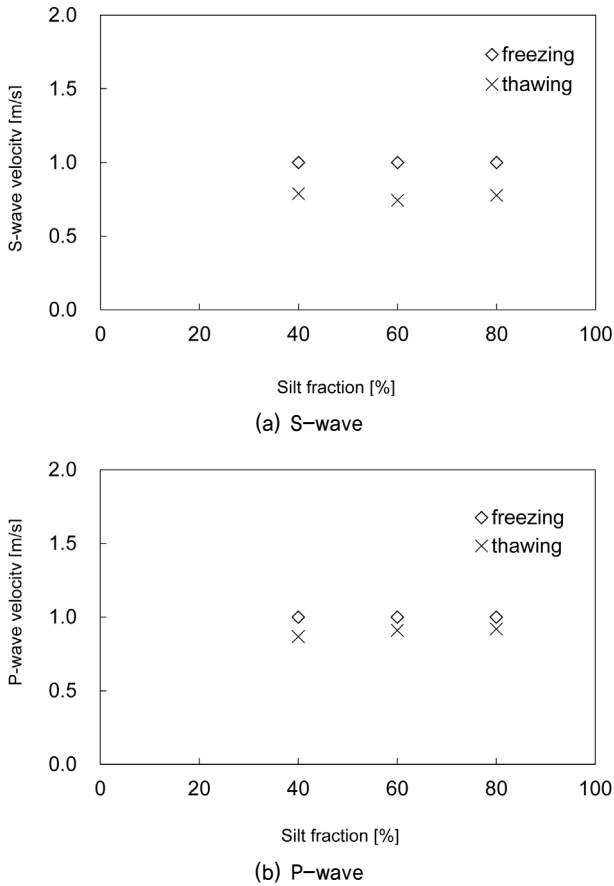 2.0
freezing
thawing
1.5
1.0
0.5
0.0
0 20 40 60 80 100
S-wave velocity [m/s]
Silt fraction [%]
(a) S-wave
2.0
freezing
thawing
1.5
1.0
0.5
0.0
0 20 40 60 80 100
P-wave velocity [m/s]
Silt fraction [%]
(b) P-wave